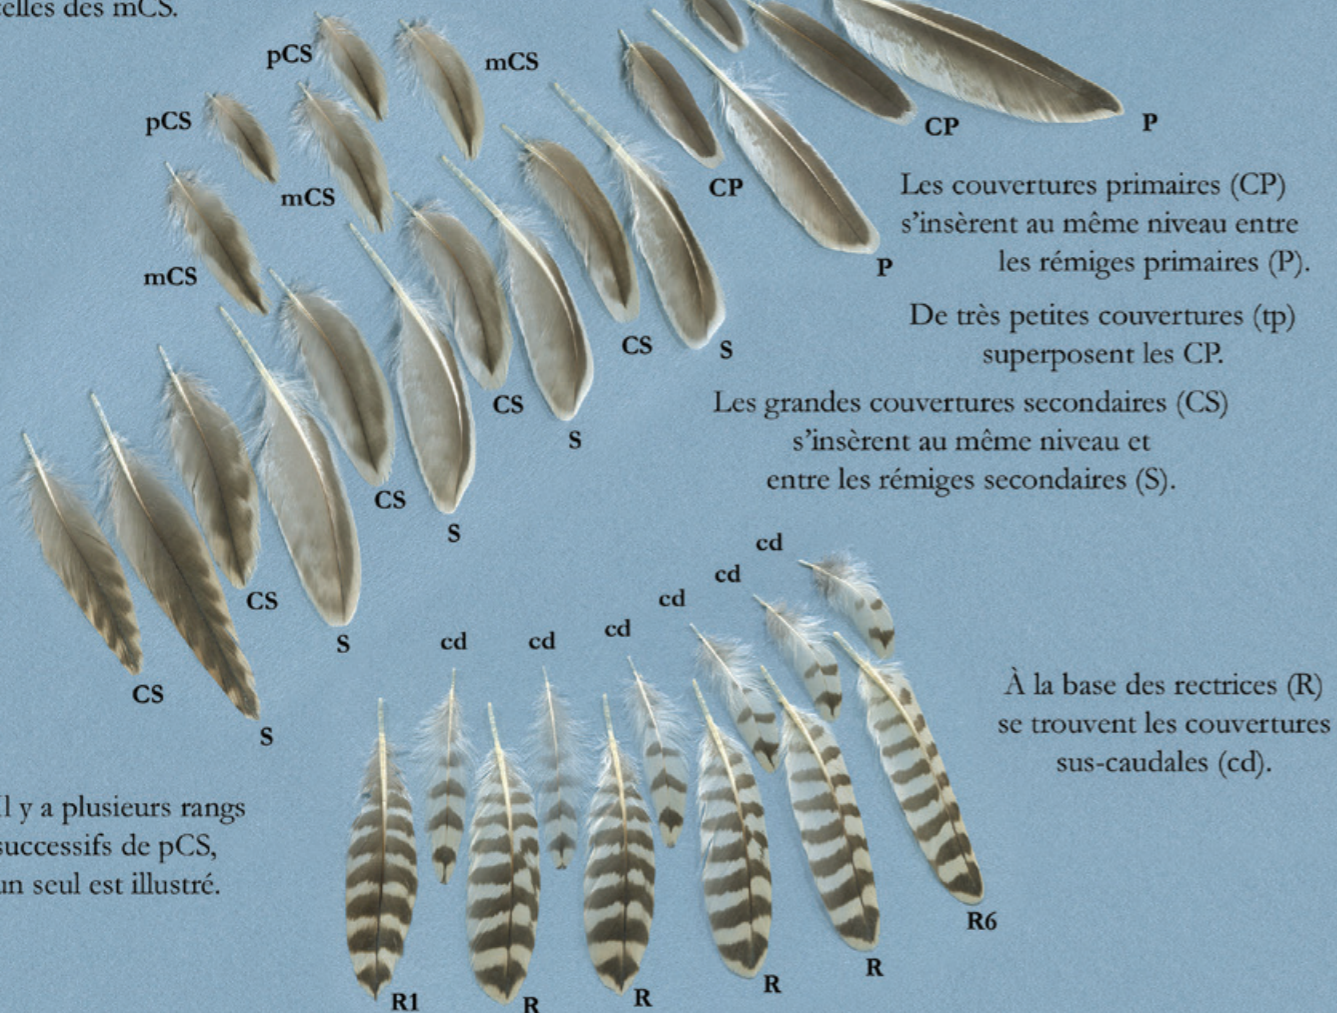 celles des mCS.
pCS
mCS
pCS
mCS
mCS
CP
P
CP
P
Les couvertures primaires (CP)
s'insèrent au même niveau entre
les rémiges primaires (P).
De très petites couvertures (tp)
superposent les CP.
CS
S
Les grandes couvertures secondaires (CS)
s'insèrent au même niveau et
entre les rémiges secondaires (S).
CS
S
CS
S
CS
S
CS
S
cd
cd
cd
cd
cd
cd
À la base des rectrices (R)
se trouvent les couvertures
sus-caudales (cd).
Il y a plusieurs rangs
successifs de pCS,
un seul est illustré.
R1
R
R
R
R
R6